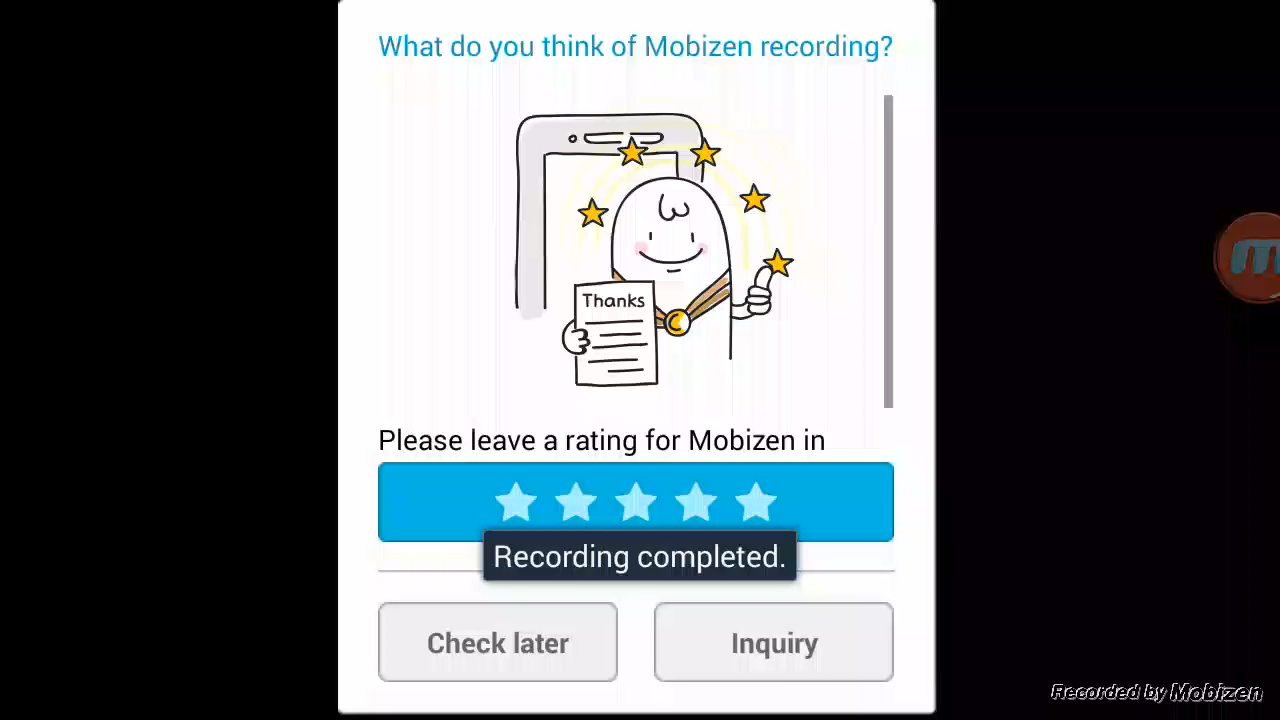 What do you think of Mobizen recording?
Thanks
Please leave a rating for Mobizen in
Recording completed.
Check later
Inquiry
Recorded by Mobizen